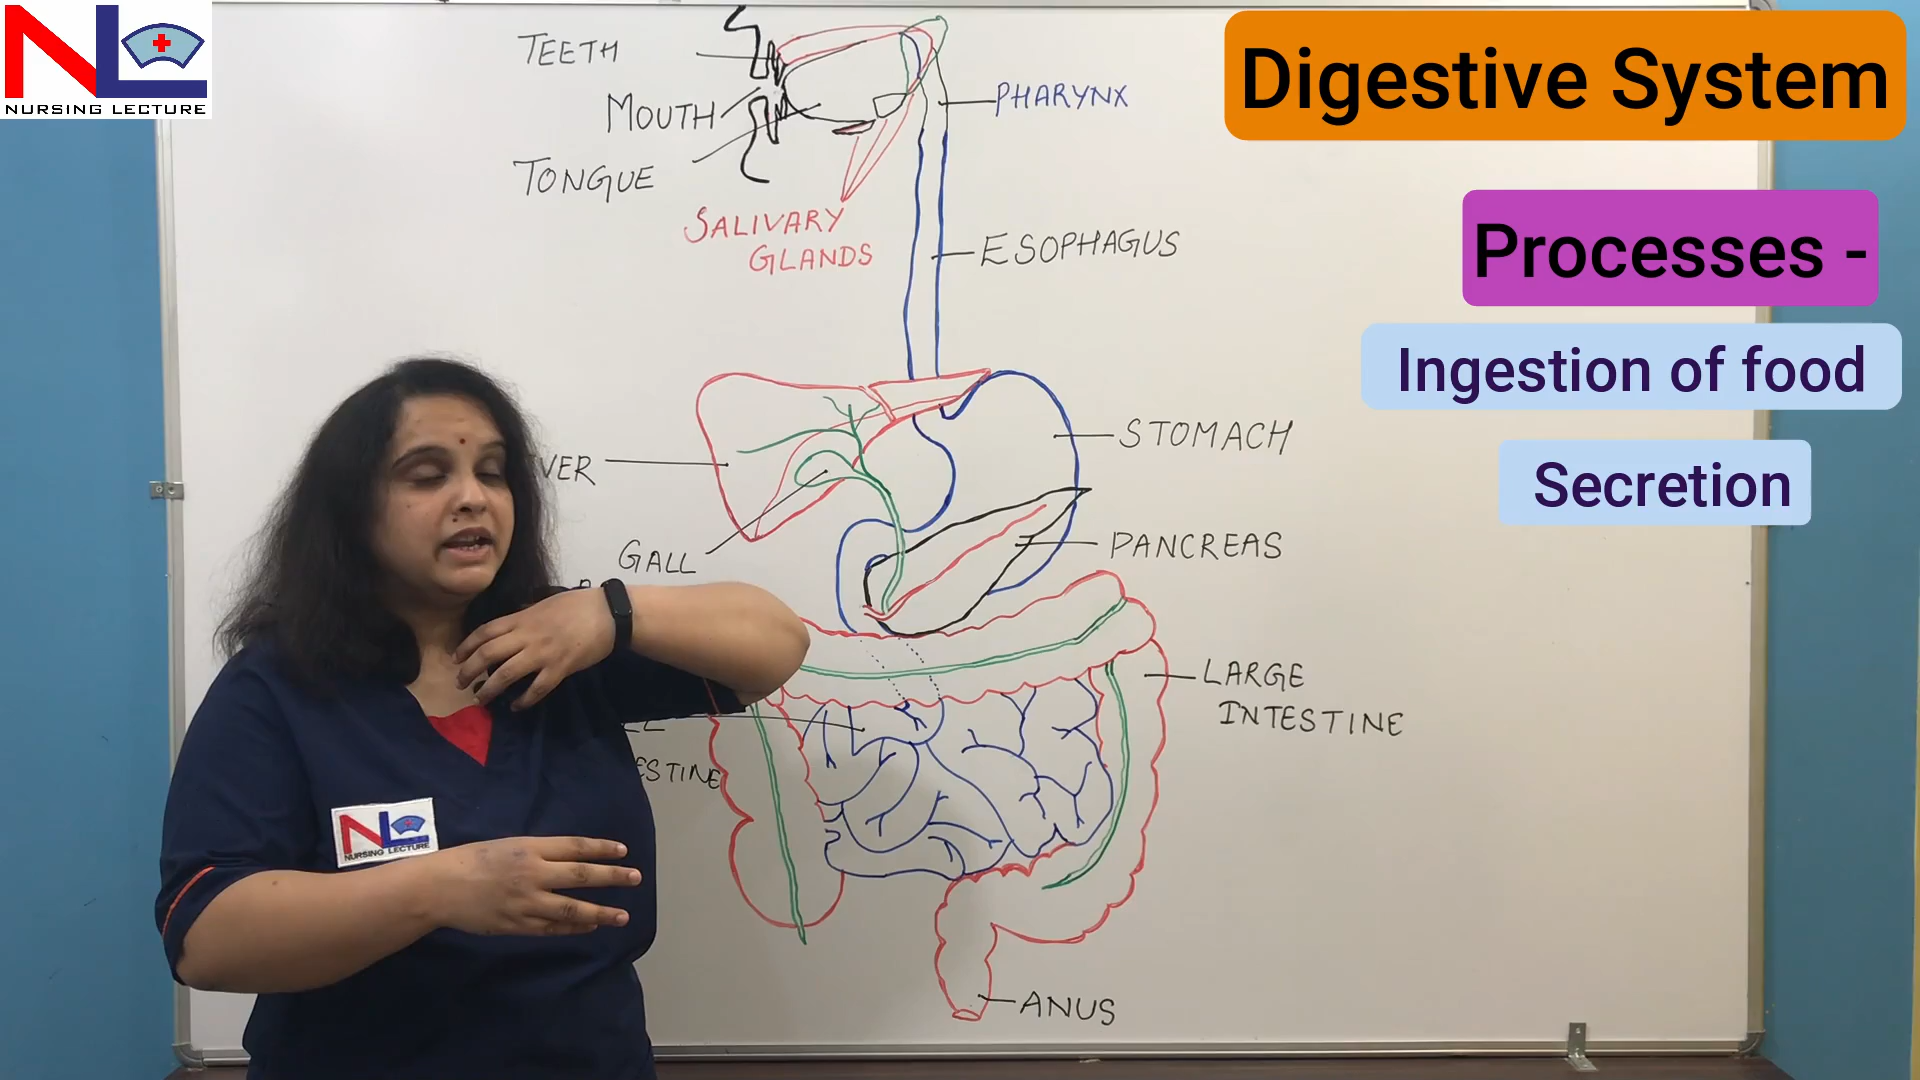 NURSING LECTURE
Digestive System
Processes -
Ingestion of food
Secretion
TEETH
MOUTH
TONGUE
PHARYNX
SALIVARY
GLANDS
ESOPHAGUS
STOMACH
VER
GALL
PANCREAS
LARGE
INTESTINE
ESTINE
ANUS
NURSING LECTURE